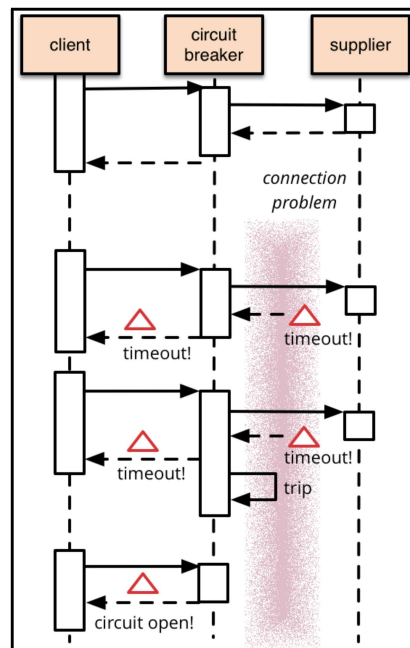 client
circuit
breaker
supplier
connection
problem
timeout!
timeout!
timeout!
timeout!
trip
circuit open!